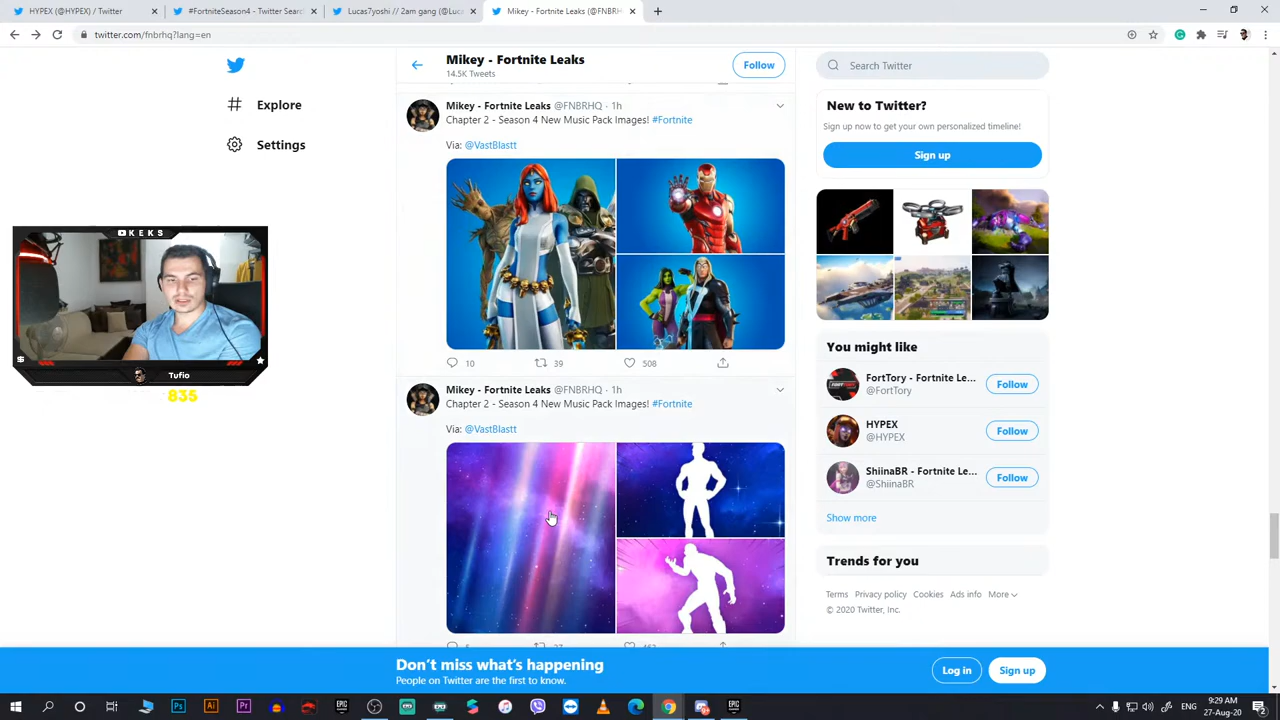 HYPEX (@HYPEX) / Twitter
#FortniteSeason4 - Twitter Searc
Lucas7yoshi // 2am gang (@Luca
Mikey - Fortnite Leaks (@FNBRH
twitter.com/fnbrhq?lang=en
Explore
Settings
Mikey - Fortnite Leaks
14.5K Tweets
Follow
Mikey - Fortnite Leaks @FNBRHQ · 1h
Chapter 2 - Season 4 New Music Pack Images! #Fortnite
Via: @VastBlastt
10
39
508
Mikey - Fortnite Leaks @FNBRHQ · 1h
Chapter 2 - Season 4 New Music Pack Images! #Fortnite
Via: @VastBlastt
Search Twitter
New to Twitter?
Sign up now to get your own personalized timeline!
Sign up
You might like
FortTory - Fortnite Le...
@FortTory
Follow
HYPEX
@HYPEX
Follow
ShiinaBR - Fortnite Le...
@ShiinaBR
Follow
Show more
Trends for you
Terms Privacy policy Cookies Ads info More
© 2020 Twitter, Inc.
KEKS
Tufio
835
Don't miss what's happening
People on Twitter are the first to know.
Log in
Sign up
ENG
9:29 AM
27-Aug-20